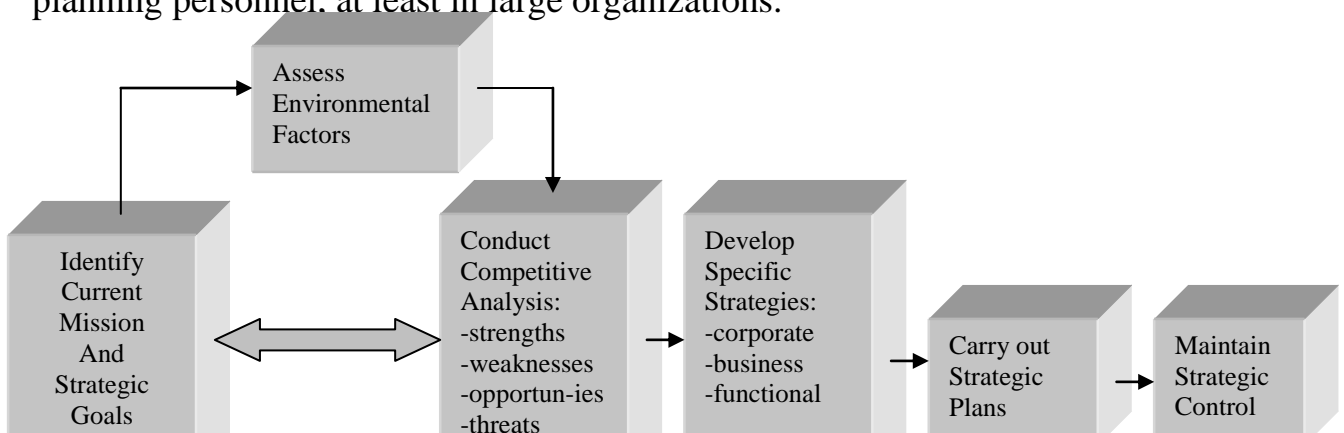 planning personnel, at least in large organizations.
Assess
Environmental
Factors
Identify
Current
Mission
And
Strategic
Goals
Conduct
Competitive
Analysis:
-strengths
-weaknesses
-opportun-ies
-threats
Develop
Specific
Strategies:
-corporate
-business
-functional
Carry out
Strategic
Plans
Maintain
Strategic
Control